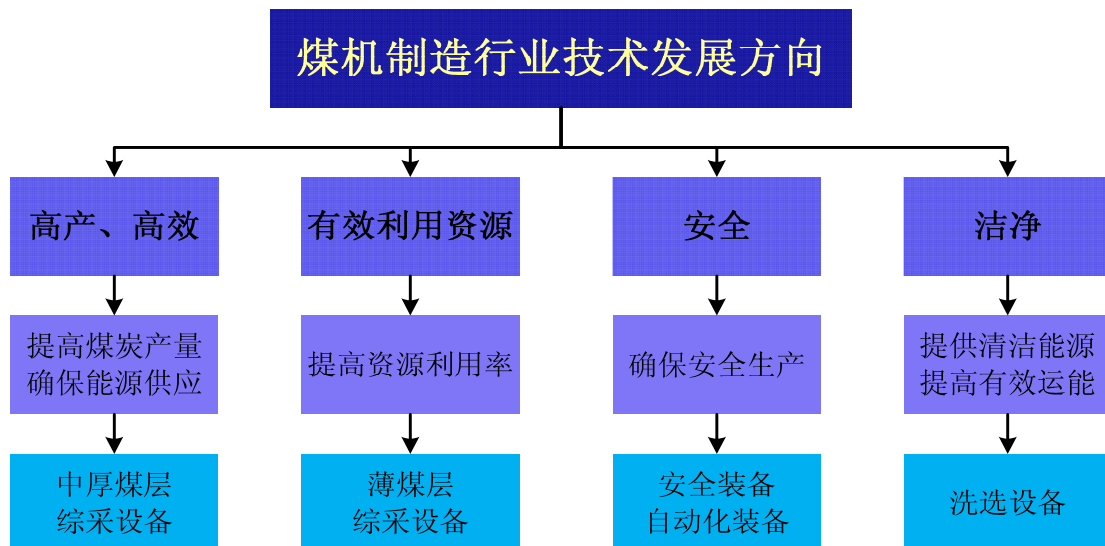 煤机制造行业技术发展方向
高产、高效
有效利用资源
安全
洁净
提高煤炭产量
确保能源供应
提高资源利用率
确保安全生产
提供清洁能源
提高有效运能
中厚煤层
综采设备
薄煤层
综采设备
安全装备
自动化装备
洗选设备